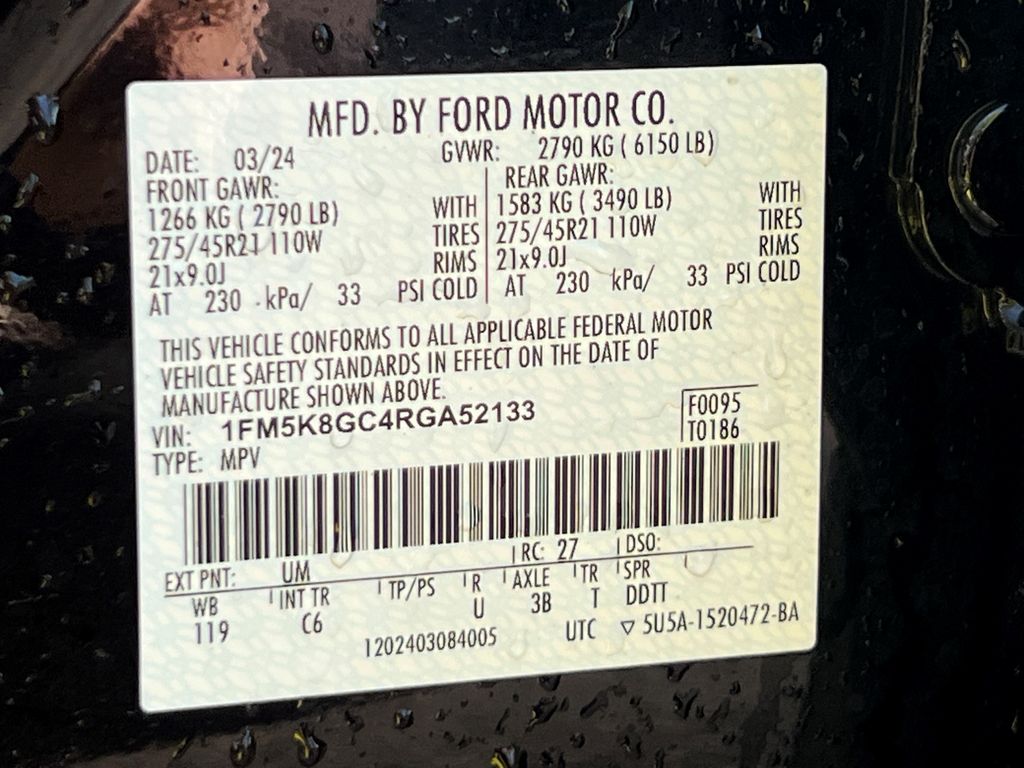 MFD. BY FORD MOTOR CO.
DATE: 03/24 GVWR: 2790 KG ( 6150 LB)
FRONT GAWR: REAR GAWR:
1266 KG ( 2790 LB) WITH 1583 KG ( 3490 LB) WITH
275/45R21 110W TIRES 275/45R21 110W TIRES
21x9.0J RIMS 21x9.0J RIMS
AT 230 kPa/ 33 PSI COLD AT 230 kPa/ 33 PSI COLD
THIS VEHICLE CONFORMS TO ALL APPLICABLE FEDERAL MOTOR
VEHICLE SAFETY STANDARDS IN EFFECT ON THE DATE OF
MANUFACTURE SHOWN ABOVE.
VIN: 1FM5K8GC4RGA52133 F0095
TYPE: MPV T0186
EXT PNT: UM RC: 27 DSO:
WB INT TR TP/PS R AXLE TR SPR
119 C6 U 3B T DDTT
1202403084005 UTC ▽ 5U5A-1520472-BA